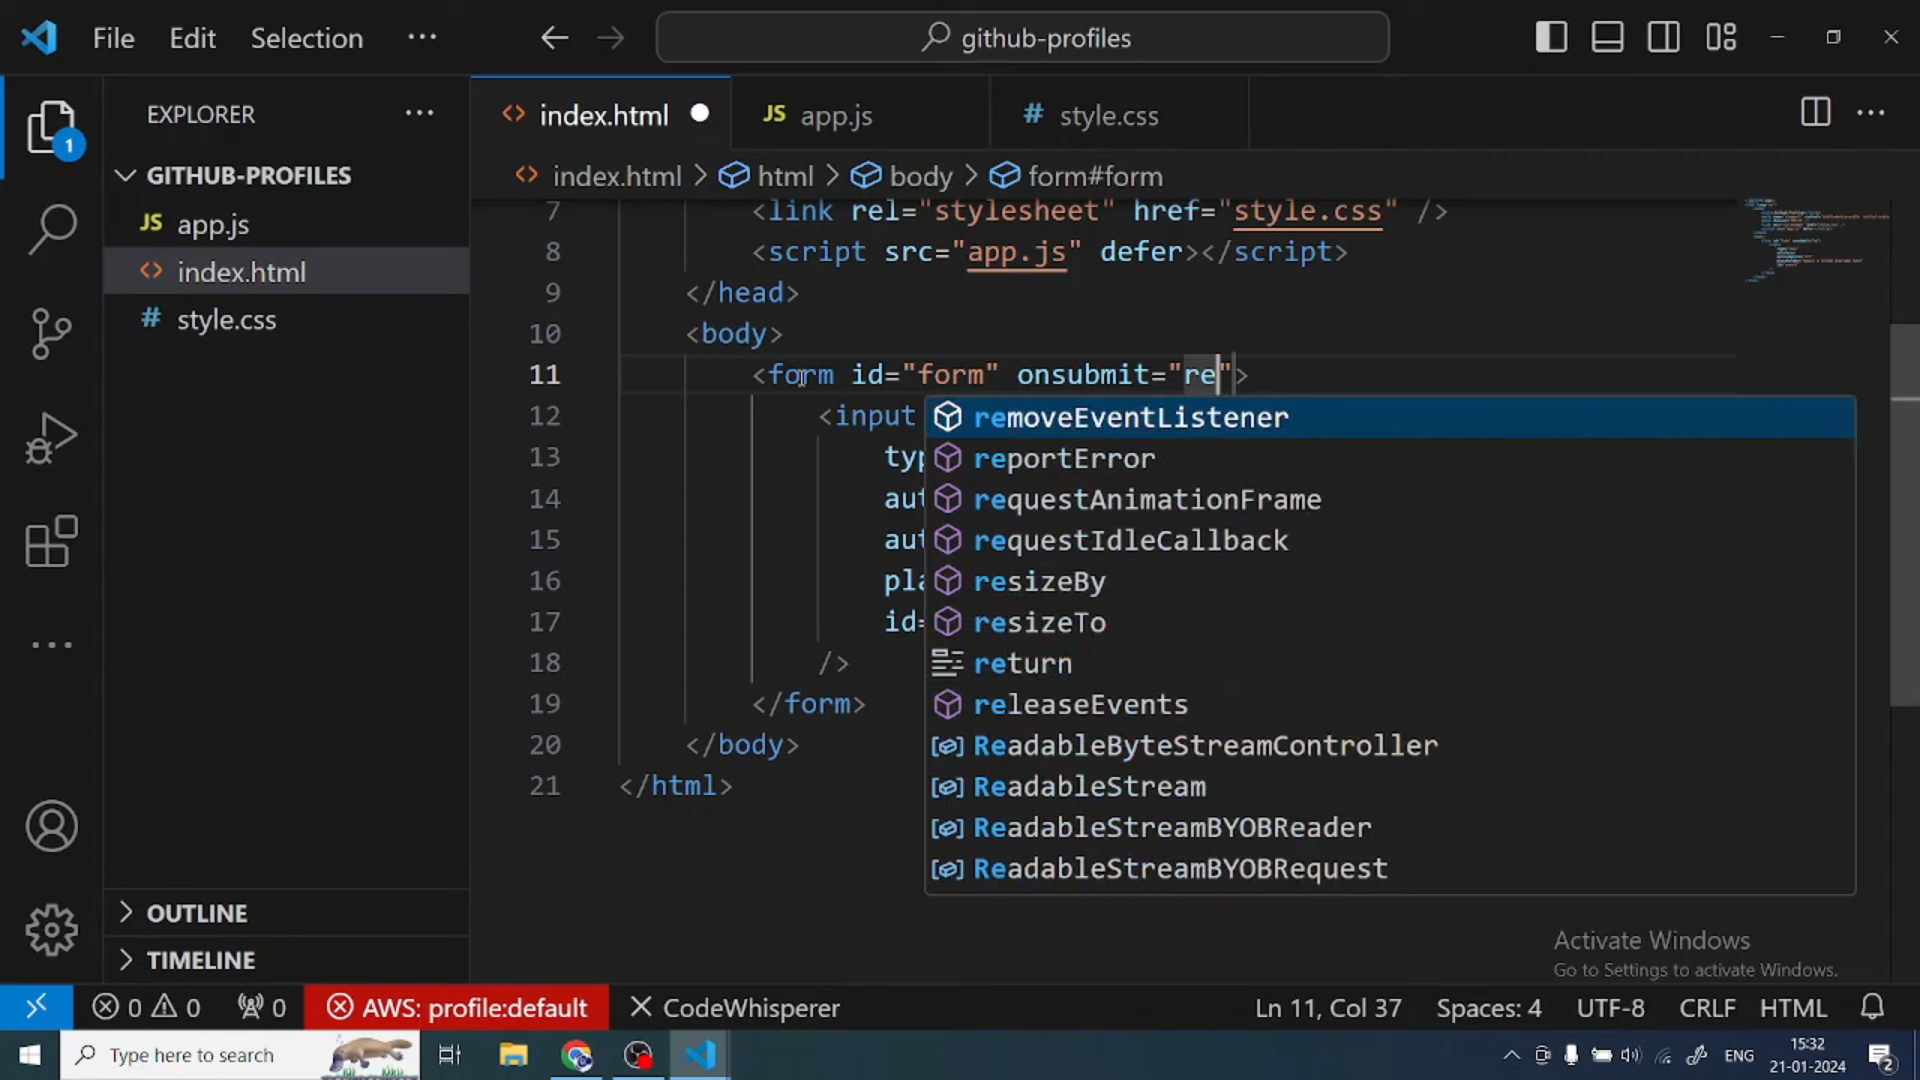 File Edit Selection ··· github-profiles
EXPLORER ···
index.html
JS app.js
# style.css
1
GITHUB-PROFILES
JS app.js
index.html
# style.css
index.html > html > body > form#form
7 <link rel="stylesheet" href="style.css" />
8 <script src="app.js" defer></script>
9 </head>
10 <body>
11 <form id="form" onsubmit="re">
12 <input
13 typ
14 aut
15 aut
16 pla
17 id=
18 />
19 </form>
20 </body>
21 </html>
removeEventListener
reportError
requestAnimationFrame
requestIdleCallback
resizeBy
resizeTo
return
releaseEvents
ReadableByteStreamController
ReadableStream
ReadableStreamBYOBReader
ReadableStreamBYOBRequest
OUTLINE
TIMELINE
Activate Windows
Go to Settings to activate Windows.
0 0 0 AWS: profile:default CodeWhisperer Ln 11, Col 37 Spaces: 4 UTF-8 CRLF HTML
Type here to search
ENG
15:32
21-01-2024
2